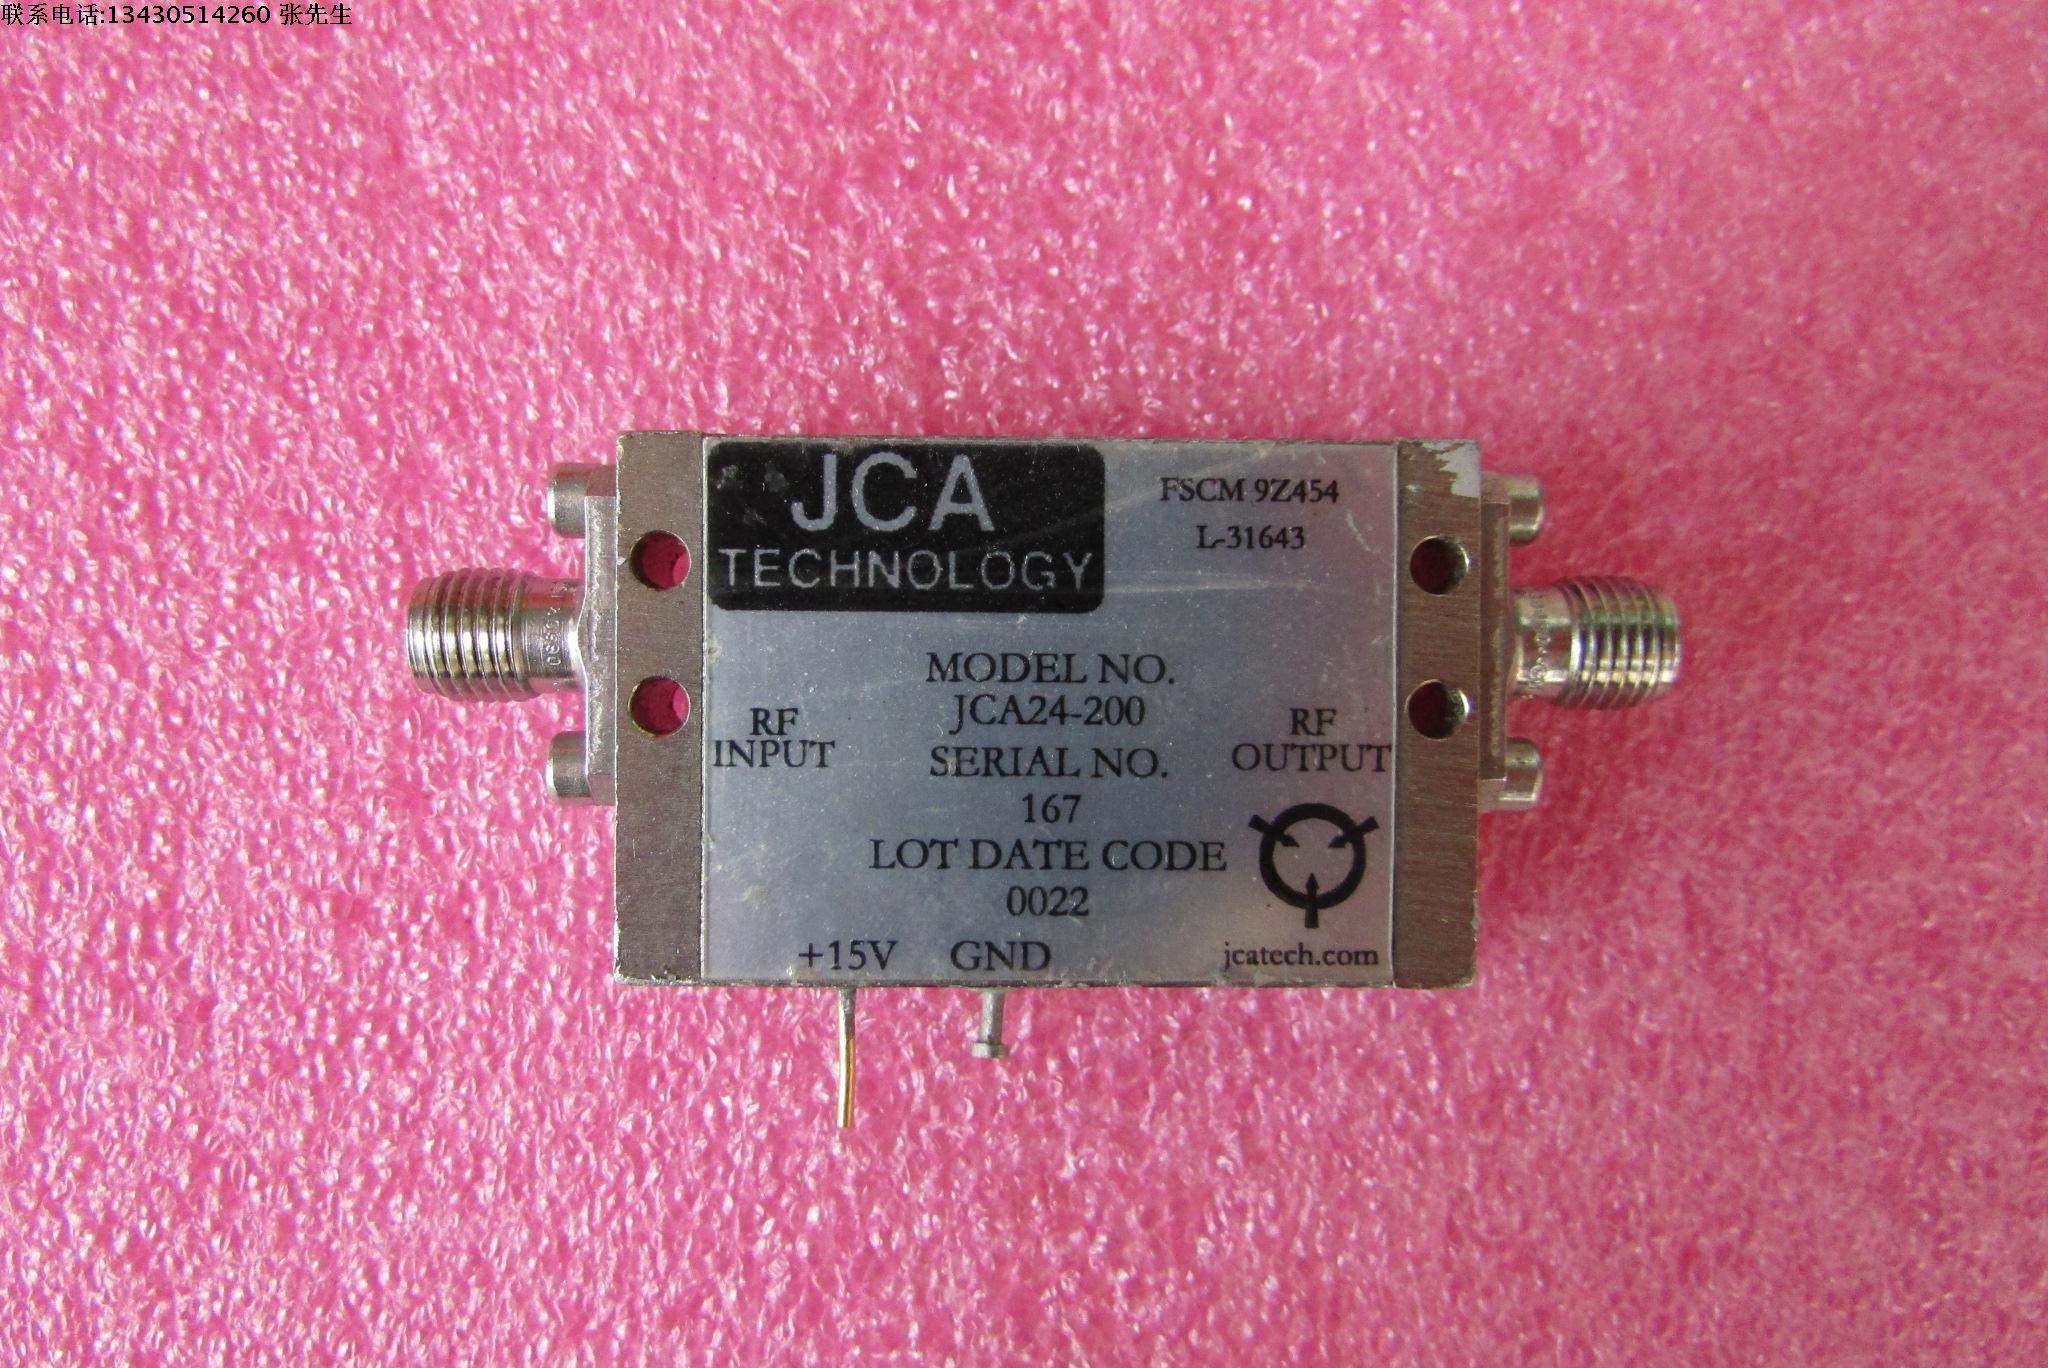 联系电话:13430514260 张先生
JCA
TECHNOLOGY
FSCM 9Z454
L-31643
MODEL NO.
JCA24-200
SERIAL NO.
167
LOT DATE CODE
0022
RF
INPUT
RF
OUTPUT
+15V GND
jcatech.com